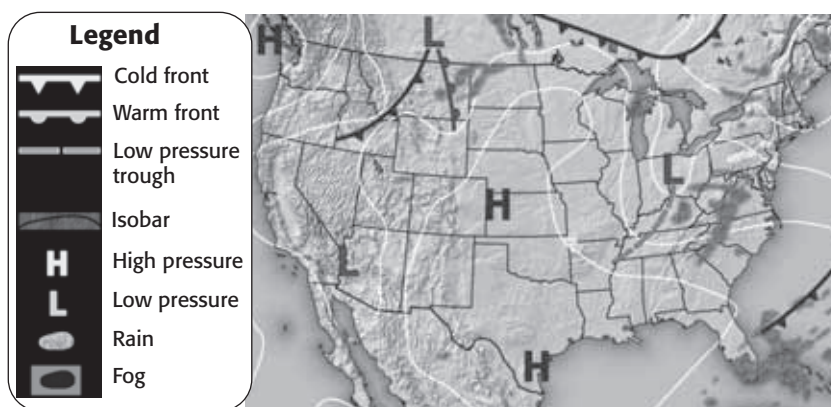 Legend
Cold front
Warm front
Low pressure
trough
Isobar
H High pressure
L Low pressure
Rain
Fog
H
L
L
H
L
H